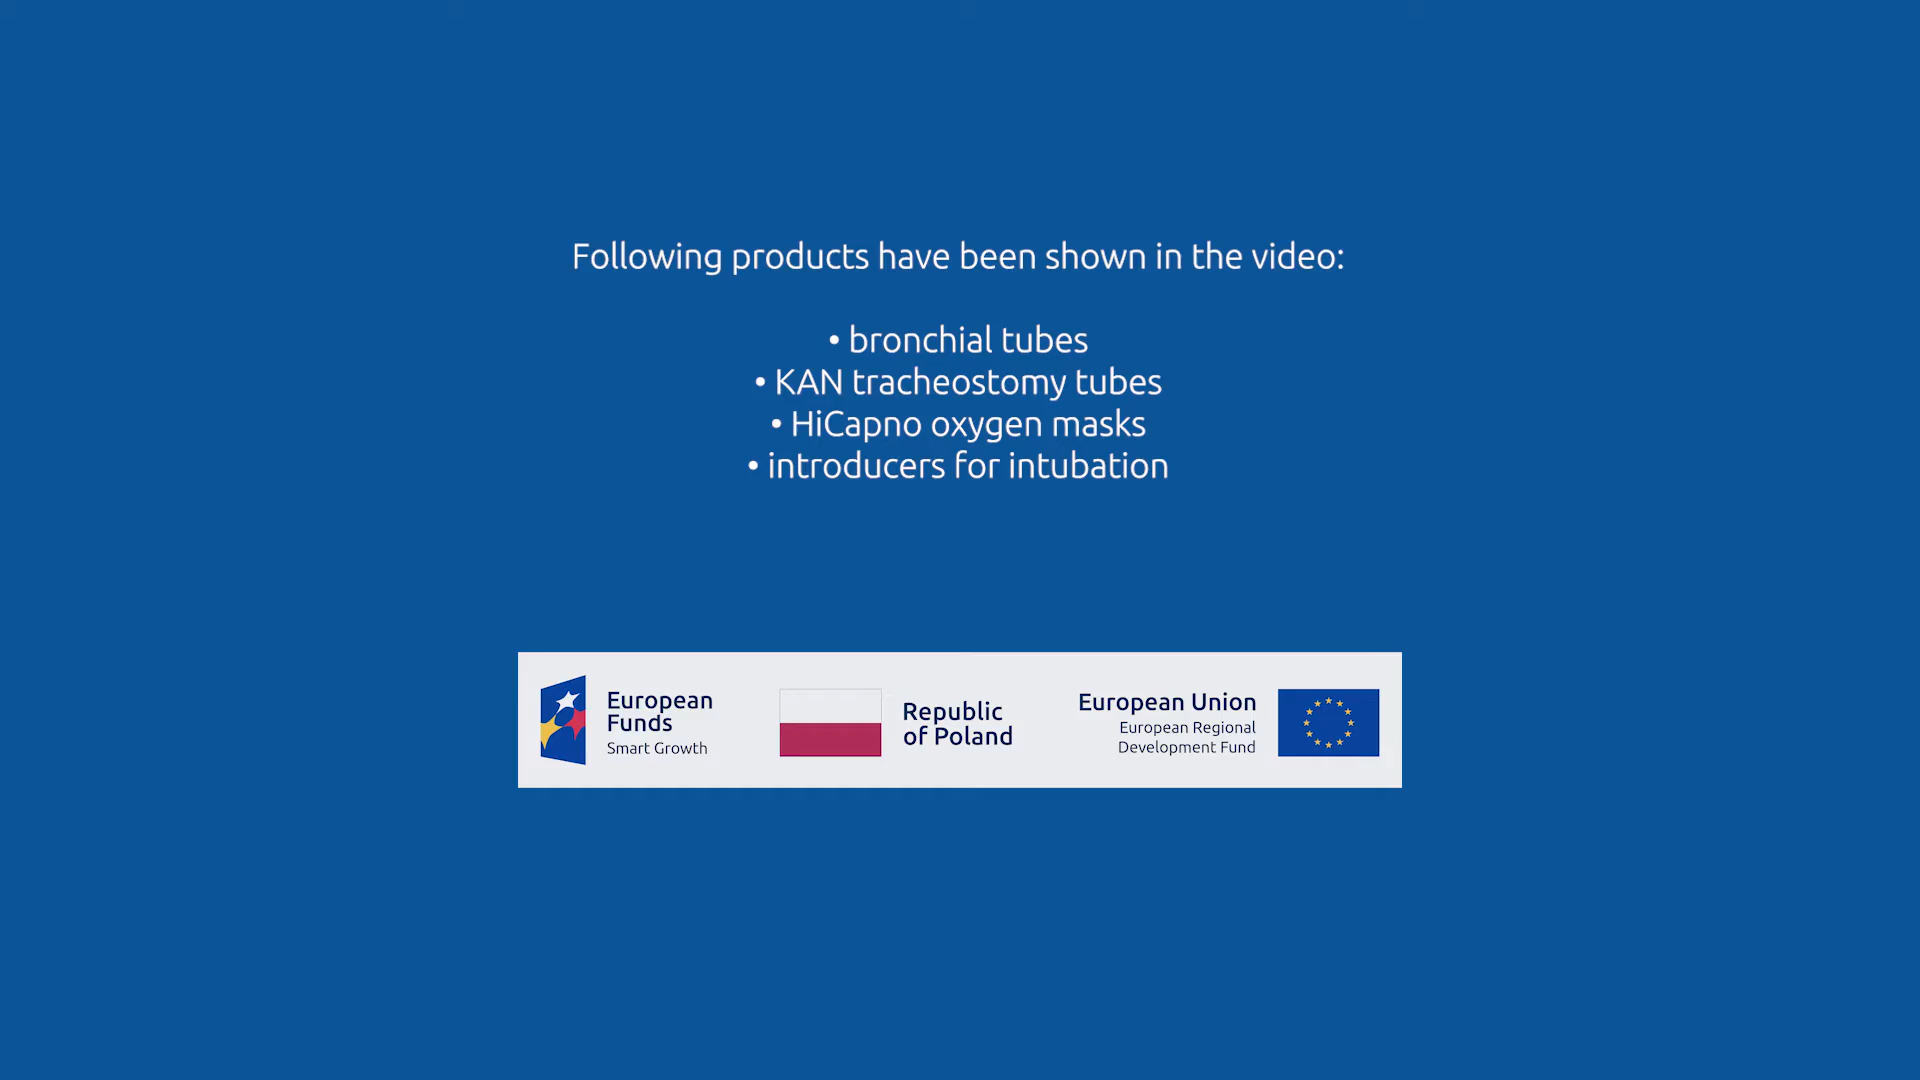 Following products have been shown in the video:
• bronchial tubes
• KAN tracheostomy tubes
• HiCapno oxygen masks
• introducers for intubation
European
Funds
Smart Growth
Republic
of Poland
European Union
European Regional
Development Fund